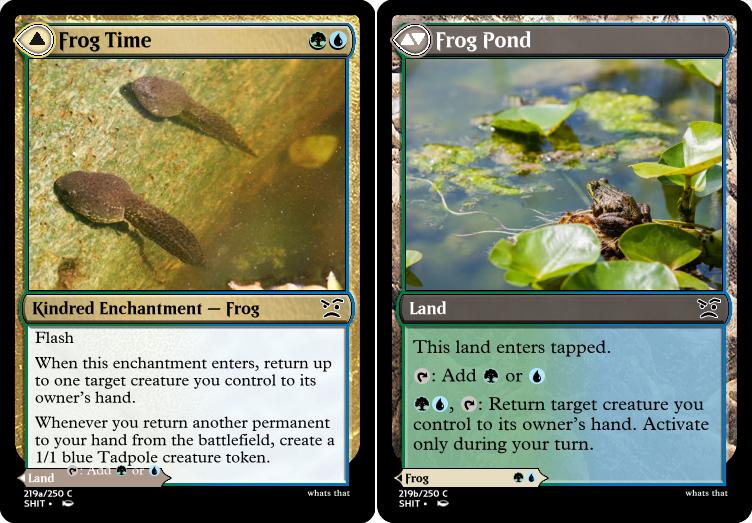 Frog Time
Kindred Enchantment — Frog
Flash
When this enchantment enters, return up
to one target creature you control to its
owner's hand.
Whenever you return another permanent
to your hand from the battlefield, create a
1/1 blue Tadpole creature token.
Land
: Add or
219a/250 C
SHIT •
whats that
Frog Pond
Land
This land enters tapped.
: Add or
, : Return target creature you
control to its owner's hand. Activate
only during your turn.
Frog
219b/250 C
SHIT •
whats that